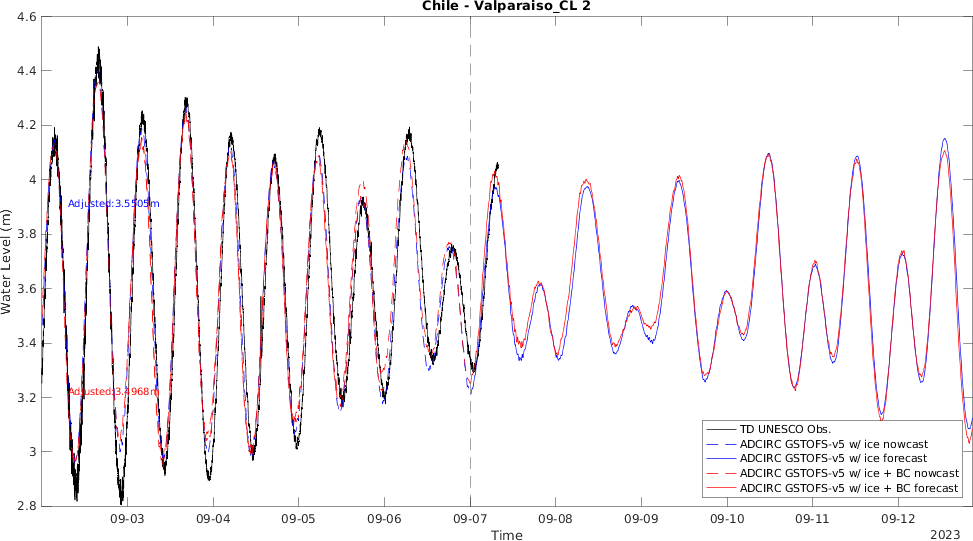 Chile - Valparaiso_CL 2
4.6
4.4
4.2
4
3.8
3.6
3.4
3.2
3
2.8
Water Level (m)
Adjusted:3.5505m
Adjusted:3.4968m
TD UNESCO Obs.
ADCIRC GSTOFS-v5 w/ ice nowcast
ADCIRC GSTOFS-v5 w/ ice forecast
ADCIRC GSTOFS-v5 w/ ice + BC nowcast
ADCIRC GSTOFS-v5 w/ ice + BC forecast
09-03 09-04 09-05 09-06 09-07 09-08 09-09 09-10 09-11 09-12
Time
2023